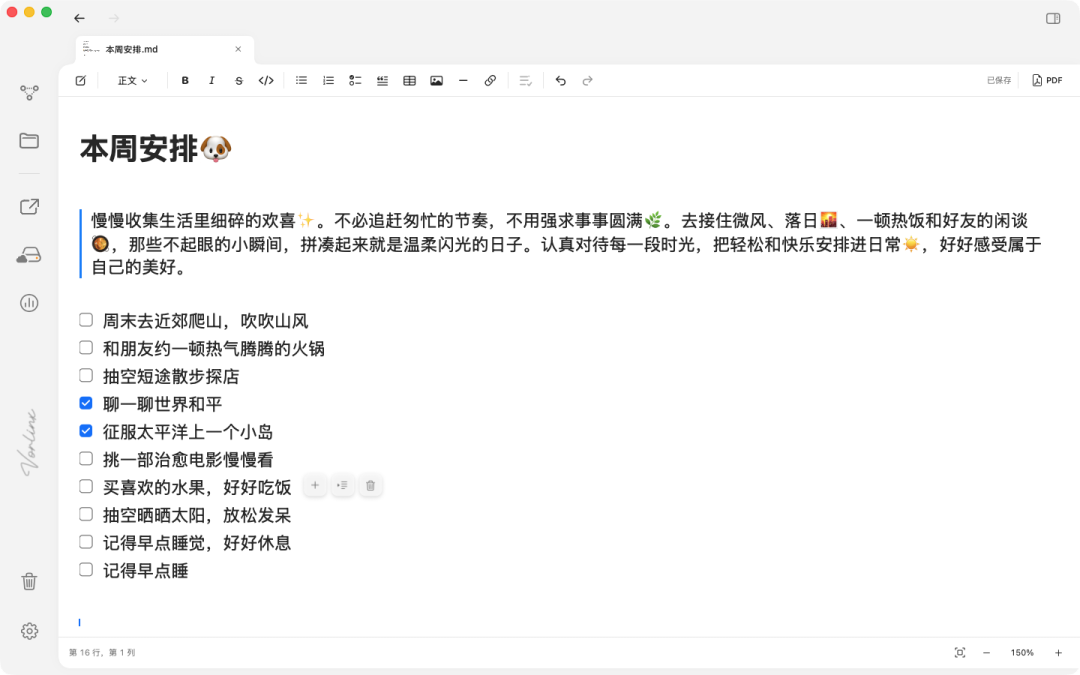 本周安排.md
正文
B
I
S
已保存
PDF
本周安排🐶
慢慢收集生活里细碎的欢喜✨。不必追赶匆忙的节奏，不用强求事事圆满🌿。去接住微风、落日🌇、一顿热饭和好友的闲谈
🥘，那些不起眼的小瞬间，拼凑起来就是温柔闪光的日子。认真对待每一段时光，把轻松和快乐安排进日常☀️，好好感受属于
自己的美好。
周末去近郊爬山，吹吹山风
和朋友约一顿热气腾腾的火锅
抽空短途散步探店
聊一聊世界和平
征服太平洋上一个小岛
挑一部治愈电影慢慢看
买喜欢的水果，好好吃饭
抽空晒晒太阳，放松发呆
记得早点睡觉，好好休息
记得早点睡
Varlinx
第 16 行，第 1 列
150%